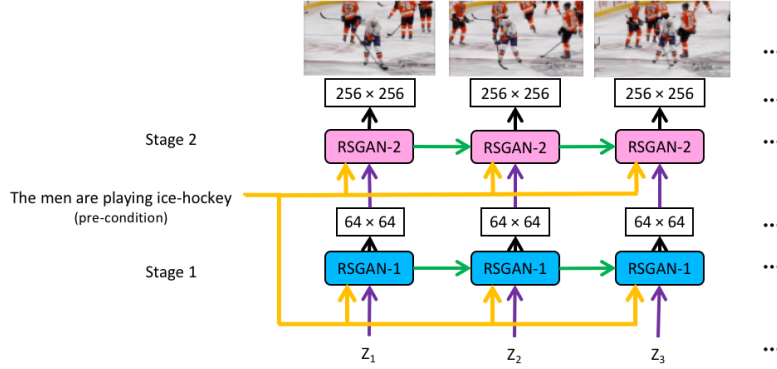 256 × 256 256 × 256 256 × 256 ...
Stage 2 RSGAN-2 RSGAN-2 RSGAN-2 ...
The men are playing ice-hockey
(pre-condition)
64 × 64 64 × 64 64 × 64 ...
Stage 1 RSGAN-1 RSGAN-1 RSGAN-1 ...
Z1 Z2 Z3 ...